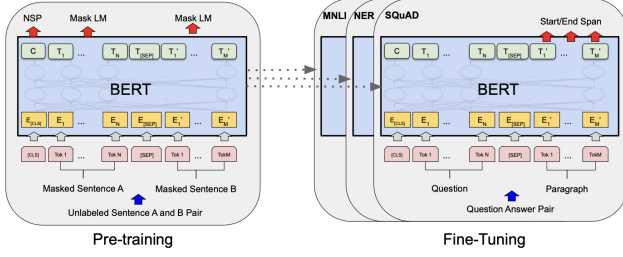 NSP Mask LM Mask LM
C T1 ... TN T[SEP] T1' ... TM'
BERT
E[CLS] E1 ... EN E[SEP] E1' ... EM'
[CLS] Tok 1 ... Tok N [SEP] Tok 1 ... TokM
Masked Sentence A Masked Sentence B
Unlabeled Sentence A and B Pair
Pre-training
MNLI NER SQuAD
Start/End Span
C T1 ... TN T[SEP] T1' ... TM'
BERT
E[CLS] E1 ... EN E[SEP] E1' ... EM'
[CLS] Tok 1 ... Tok N [SEP] Tok 1 ... TokM
Question Paragraph
Question Answer Pair
Fine-Tuning